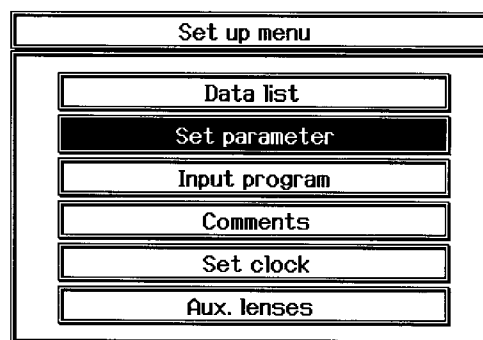 Set up menu
Data list
Set parameter
Input program
Comments
Set clock
Aux. lenses